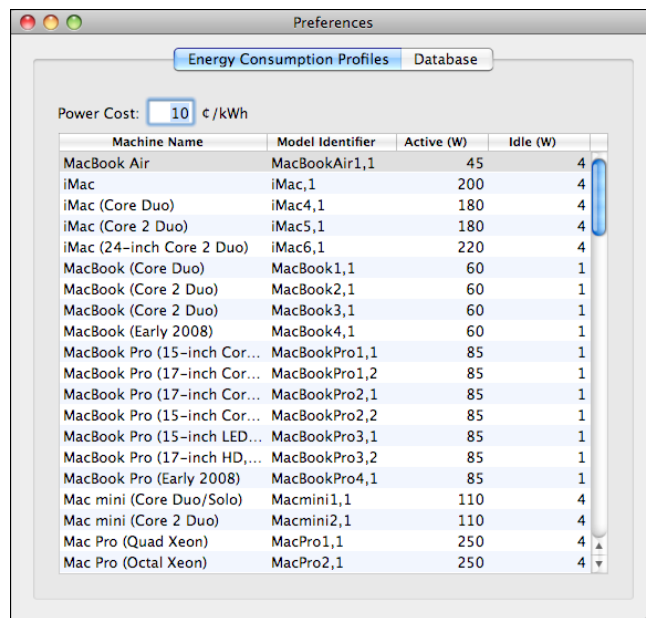 Preferences
Energy Consumption Profiles Database
Power Cost: 10 ¢/kWh
Machine Name Model Identifier Active (W) Idle (W)
MacBook Air MacBookAir1,1 45 4
iMac iMac,1 200 4
iMac (Core Duo) iMac4,1 180 4
iMac (Core 2 Duo) iMac5,1 180 4
iMac (24-inch Core 2 Duo) iMac6,1 220 4
MacBook (Core Duo) MacBook1,1 60 1
MacBook (Core 2 Duo) MacBook2,1 60 1
MacBook (Core 2 Duo) MacBook3,1 60 1
MacBook (Early 2008) MacBook4,1 60 1
MacBook Pro (15-inch Cor... MacBookPro1,1 85 1
MacBook Pro (17-inch Cor... MacBookPro1,2 85 1
MacBook Pro (17-inch Cor... MacBookPro2,1 85 1
MacBook Pro (15-inch Cor... MacBookPro2,2 85 1
MacBook Pro (15-inch LED... MacBookPro3,1 85 1
MacBook Pro (17-inch HD,... MacBookPro3,2 85 1
MacBook Pro (Early 2008) MacBookPro4,1 85 1
Mac mini (Core Duo/Solo) Macmini1,1 110 4
Mac mini (Core 2 Duo) Macmini2,1 110 4
Mac Pro (Quad Xeon) MacPro1,1 250 4
Mac Pro (Octal Xeon) MacPro2,1 250 4